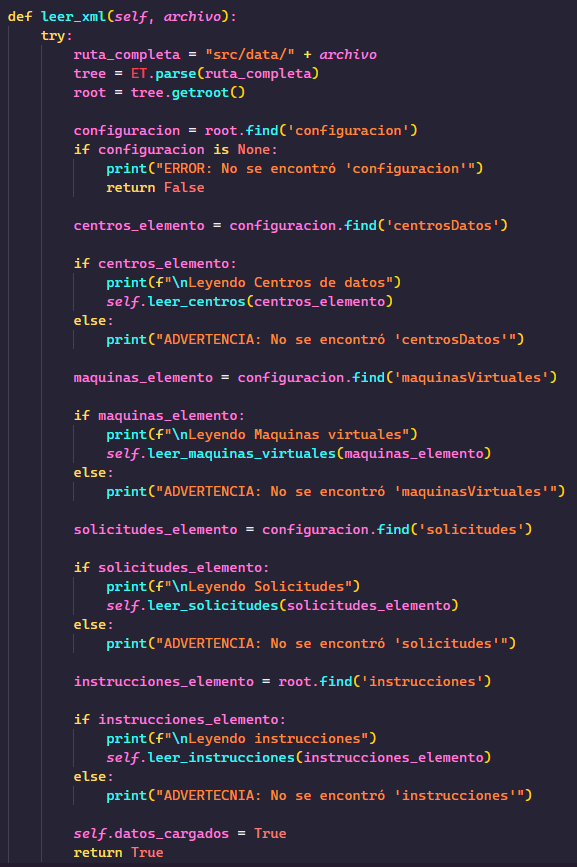 def leer_xml(self, archivo):
    try:
        ruta_completa = "src/data/" + archivo
        tree = ET.parse(ruta_completa)
        root = tree.getroot()

        configuracion = root.find('configuracion')
        if configuracion is None:
            print("ERROR: No se encontró 'configuracion'")
            return False

        centros_elemento = configuracion.find('centrosDatos')

        if centros_elemento:
            print(f"\nLeyendo Centros de datos")
            self.leer_centros(centros_elemento)
        else:
            print("ADVERTENCIA: No se encontró 'centrosDatos'")

        maquinas_elemento = configuracion.find('maquinasVirtuales')

        if maquinas_elemento:
            print(f"\nLeyendo Maquinas virtuales")
            self.leer_maquinas_virtuales(maquinas_elemento)
        else:
            print("ADVERTENCIA: No se encontró 'maquinasVirtuales'")

        solicitudes_elemento = configuracion.find('solicitudes')

        if solicitudes_elemento:
            print(f"\nLeyendo Solicitudes")
            self.leer_solicitudes(solicitudes_elemento)
        else:
            print("ADVERTENCIA: No se encontró 'solicitudes'")

        instrucciones_elemento = root.find('instrucciones')

        if instrucciones_elemento:
            print(f"\nLeyendo instrucciones")
            self.leer_instrucciones(instrucciones_elemento)
        else:
            print("ADVERTECNIA: No se encontró 'instrucciones'")

        self.datos_cargados = True
        return True